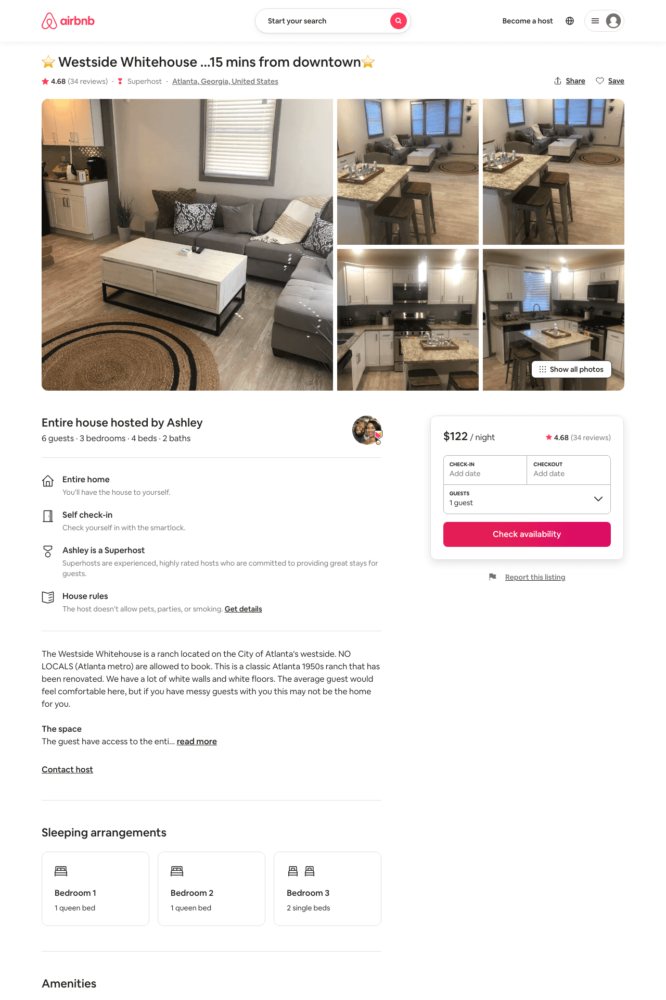 airbnb
Start your search
Become a host
⭐ Westside Whitehouse ...15 mins from downtown⭐
4.68 (34 reviews) · Superhost · Atlanta, Georgia, United States
Share
Save
Hello!
Hello!
Show all photos
Entire house hosted by Ashley
6 guests · 3 bedrooms · 4 beds · 2 baths
Entire home
You’ll have the house to yourself.
Self check-in
Check yourself in with the smartlock.
Ashley is a Superhost
Superhosts are experienced, highly rated hosts who are committed to providing great stays for
guests.
House rules
The host doesn’t allow pets, parties, or smoking. Get details
$122 / night
4.68 (34 reviews)
CHECK-IN
Add date
CHECKOUT
Add date
GUESTS
1 guest
Check availability
Report this listing
The Westside Whitehouse is a ranch located on the City of Atlanta's westside. NO
LOCALS (Atlanta metro) are allowed to book. This is a classic Atlanta 1950s ranch that has
been renovated. We have a lot of white walls and white floors. The average guest would
feel comfortable here, but if you have messy guests with you this may not be the home
for you.
The space
The guest have access to the enti... read more
Contact host
Sleeping arrangements
Bedroom 1
1 queen bed
Bedroom 2
1 queen bed
Bedroom 3
2 single beds
Amenities